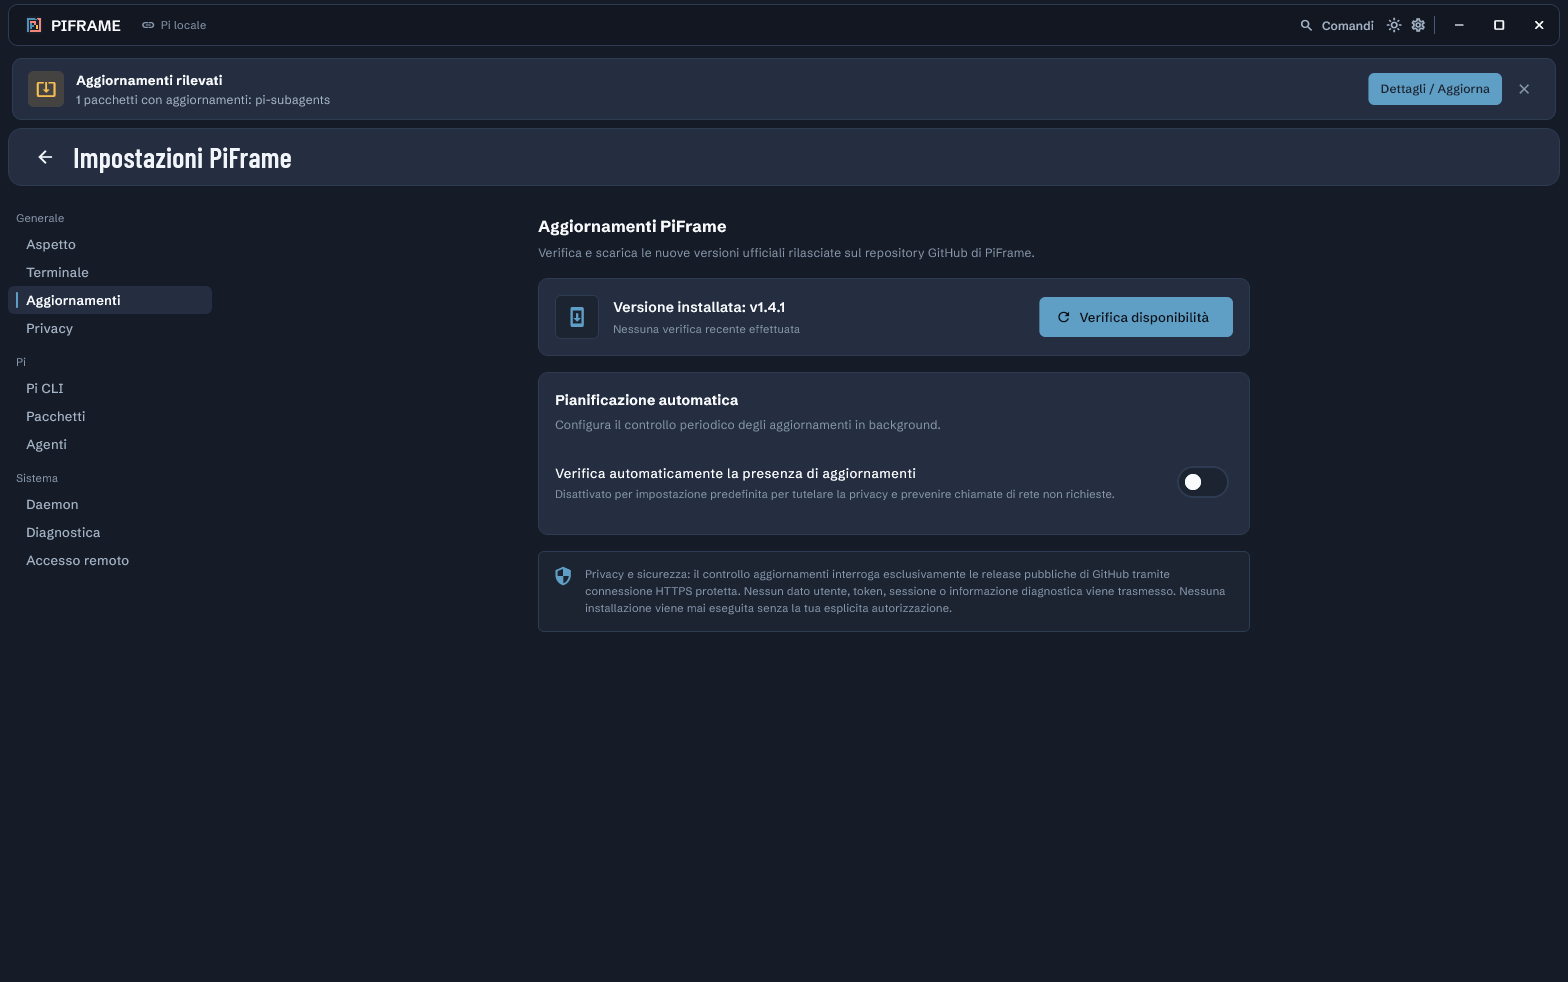 PIFRAME
Pi locale
Comandi
Aggiornamenti rilevati
1 pacchetti con aggiornamenti: pi-subagents
Dettagli / Aggiorna
Impostazioni PiFrame
Generale
Aspetto
Terminale
Aggiornamenti
Privacy
Pi
Pi CLI
Pacchetti
Agenti
Sistema
Daemon
Diagnostica
Accesso remoto
Aggiornamenti PiFrame
Verifica e scarica le nuove versioni ufficiali rilasciate sul repository GitHub di PiFrame.
Versione installata: v1.4.1
Nessuna verifica recente effettuata
Verifica disponibilità
Pianificazione automatica
Configura il controllo periodico degli aggiornamenti in background.
Verifica automaticamente la presenza di aggiornamenti
Disattivato per impostazione predefinita per tutelare la privacy e prevenire chiamate di rete non richieste.
Privacy e sicurezza: il controllo aggiornamenti interroga esclusivamente le release pubbliche di GitHub tramite
connessione HTTPS protetta. Nessun dato utente, token, sessione o informazione diagnostica viene trasmesso. Nessuna
installazione viene mai eseguita senza la tua esplicita autorizzazione.